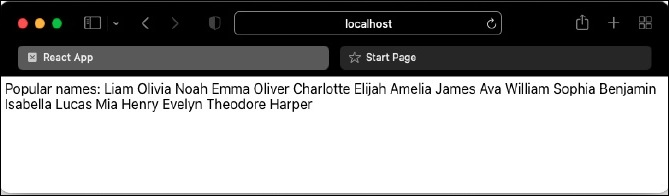 localhost
React App
Start Page
Popular names: Liam Olivia Noah Emma Oliver Charlotte Elijah Amelia James Ava William Sophia Benjamin
Isabella Lucas Mia Henry Evelyn Theodore Harper